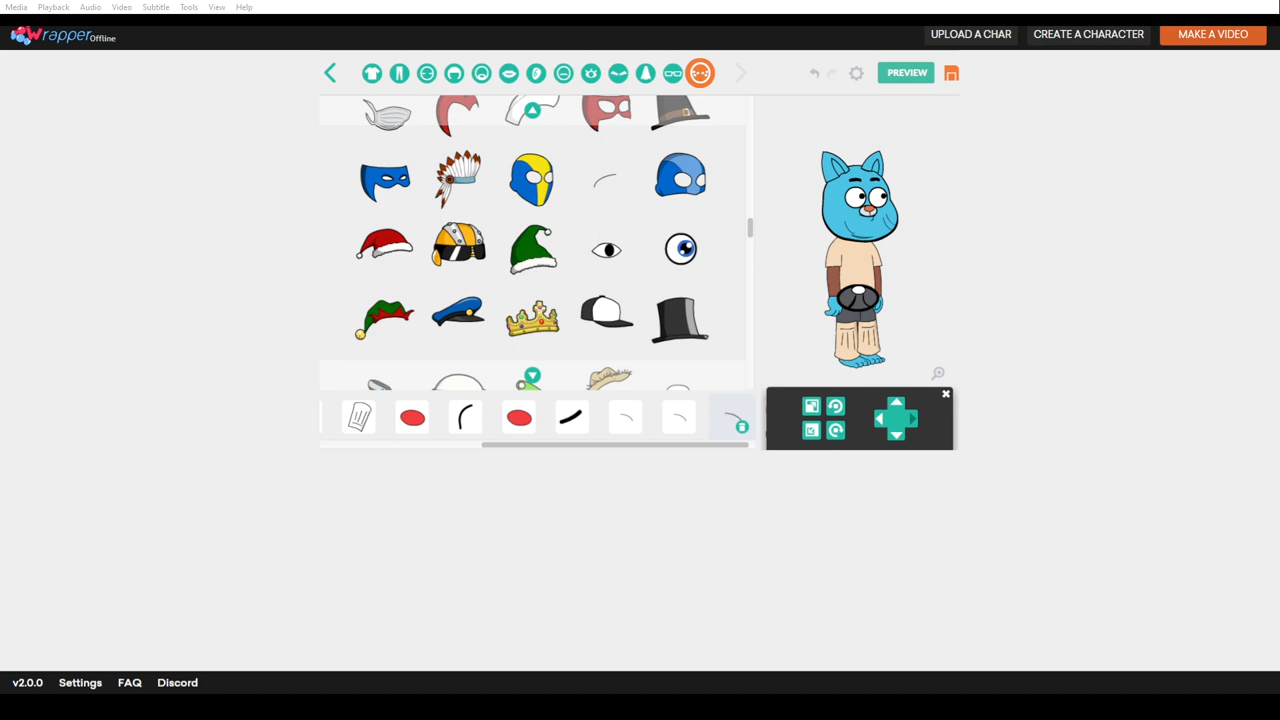 Media Playback Audio Video Subtitle Tools View Help
Wrapper Offline UPLOAD A CHAR CREATE A CHARACTER MAKE A VIDEO
PREVIEW
v2.0.0 Settings FAQ Discord